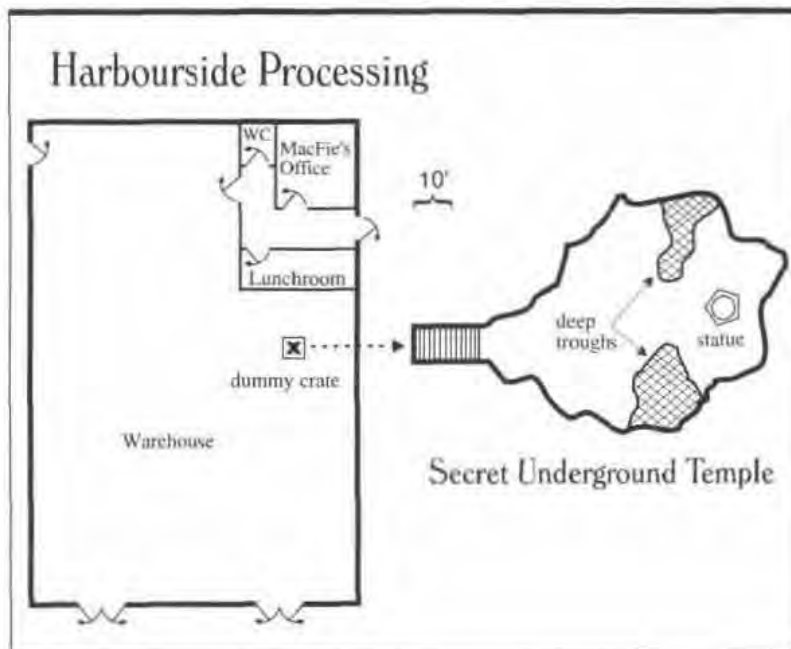 Harbourside Processing
WC
MacFie's
Office
10'
Lunchroom
deep
troughs
statue
dummy crate
Warehouse
Secret Underground Temple